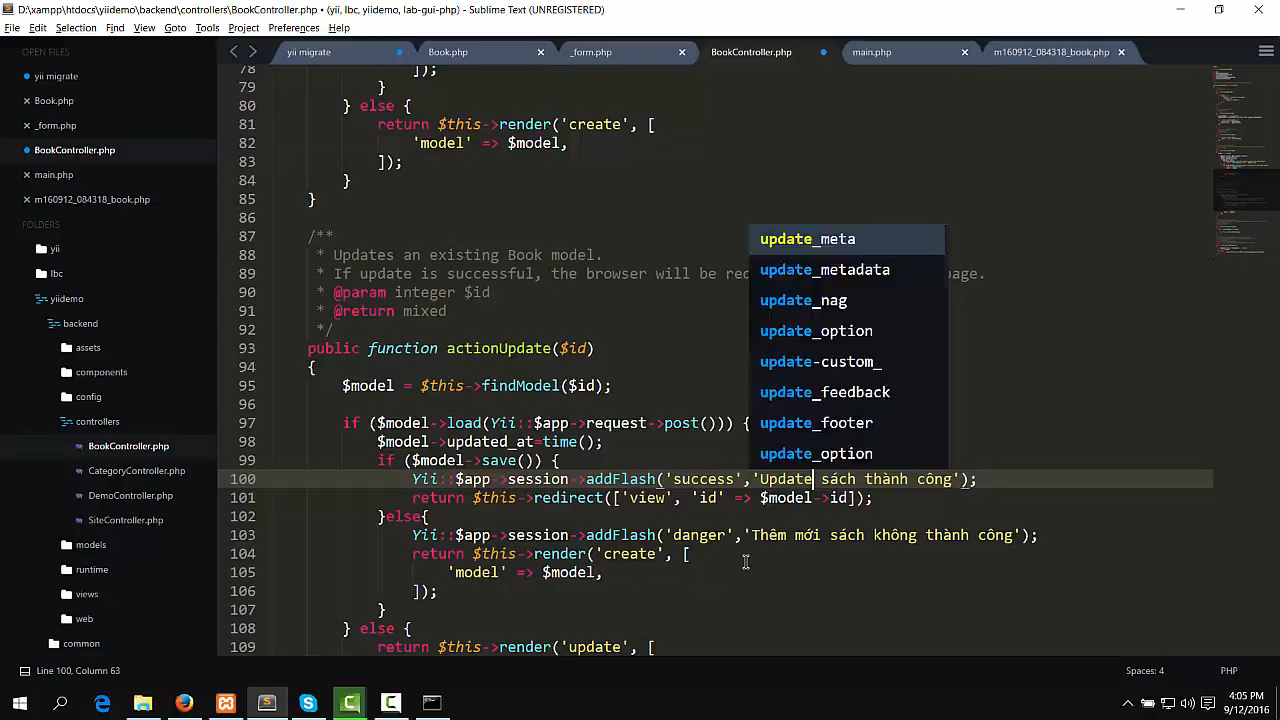 D:\xampp\htdocs\yiidemo\backend\controllers\BookController.php • (yii, lbc, yiidemo, lab-gui-php) - Sublime Text (UNREGISTERED)
File Edit Selection Find View Goto Tools Project Preferences Help
OPEN FILES
yii migrate
Book.php
_form.php
BookController.php
main.php
m160912_084318_book.php
FOLDERS
yii
lbc
yiidemo
backend
assets
components
config
controllers
BookController.php
CategoryController.php
DemoController.php
SiteController.php
models
runtime
views
web
common
yii migrate Book.php _form.php BookController.php main.php m160912_084318_book.php
78 ]);
79 }
80 } else {
81 return $this->render('create', [
82 'model' => $model,
83 ]);
84 }
85 }
86
87 /**
88 * Updates an existing Book model.
89 * If update is successful, the browser will be red page.
90 * @param integer $id
91 * @return mixed
92 */
93 public function actionUpdate($id)
94 {
95 $model = $this->findModel($id);
96
97 if ($model->load(Yii::$app->request->post())) {
98 $model->updated_at=time();
99 if ($model->save()) {
100 Yii::$app->session->addFlash('success','Update sách thành công');
101 return $this->redirect(['view', 'id' => $model->id]);
102 }else{
103 Yii::$app->session->addFlash('danger','Thêm mới sách không thành công');
104 return $this->render('create', [
105 'model' => $model,
106 ]);
107 }
108 } else {
109 return $this->render('update', [
update_meta
update_metadata
update_nag
update_option
update-custom_
update_feedback
update_footer
update_option
Line 100, Column 63
Spaces: 4 PHP
4:05 PM
9/12/2016